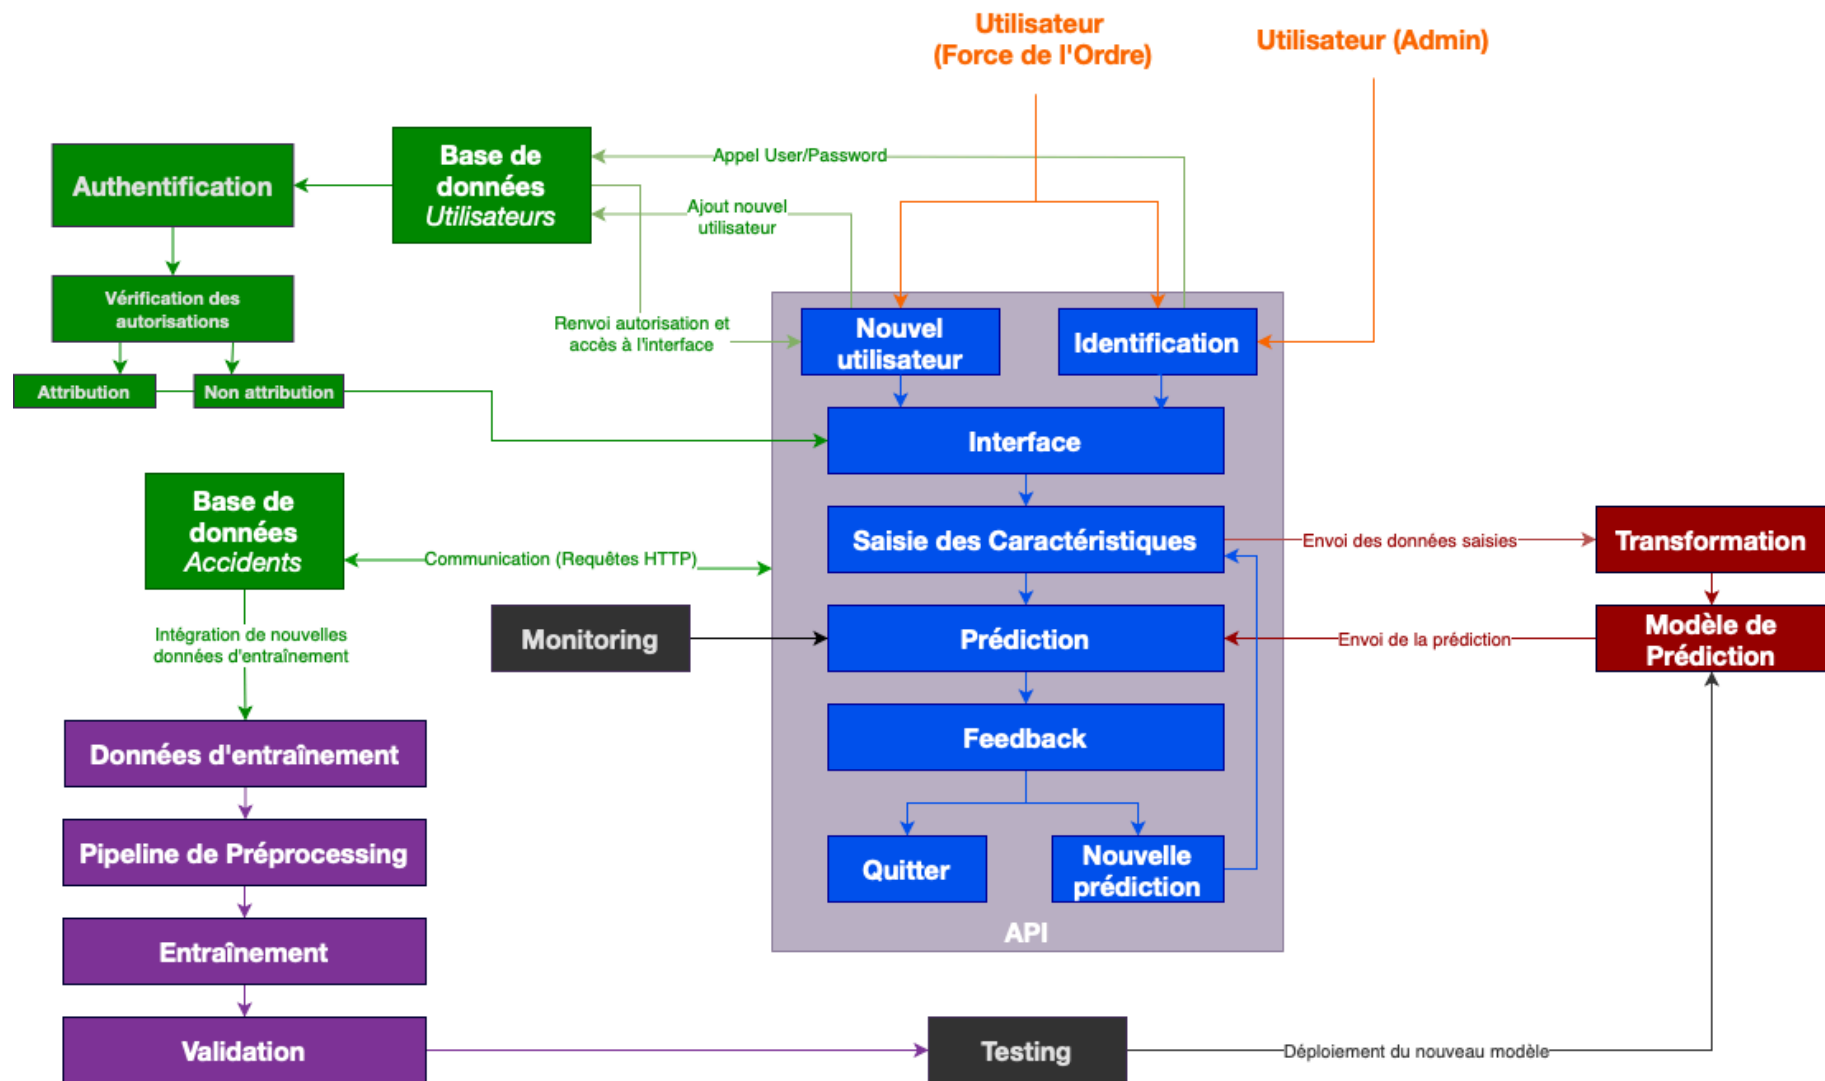 Utilisateur
(Force de l'Ordre)
Utilisateur (Admin)
Base de
données
Utilisateurs
Authentification
Appel User/Password
Ajout nouvel
utilisateur
Vérification des
autorisations
Renvoi autorisation et
accès à l'interface
Nouvel
utilisateur
Identification
Attribution
Non attribution
Interface
Base de
données
Accidents
Communication (Requêtes HTTP)
Saisie des Caractéristiques
Envoi des données saisies
Transformation
Intégration de nouvelles
données d'entraînement
Monitoring
Prédiction
Envoi de la prédiction
Modèle de
Prédiction
Données d'entraînement
Feedback
Pipeline de Préprocessing
Quitter
Nouvelle
prédiction
API
Entraînement
Validation
Testing
Déploiement du nouveau modèle